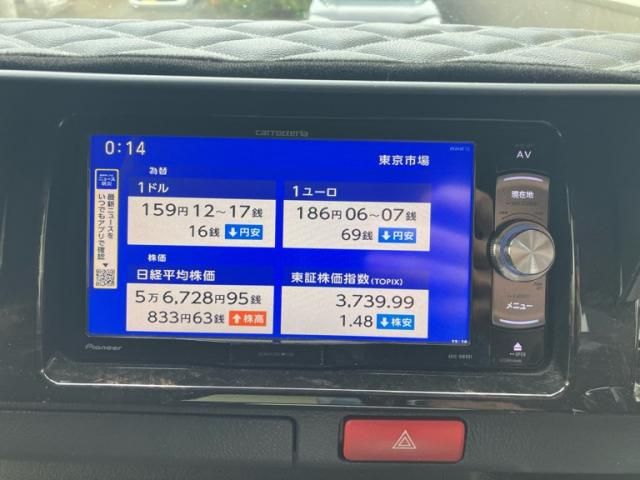 carrozzeria
0:14
東京市場
AV
為替
ニュース
最新ニュースを
いつでもアプリで確認
1ドル
159円12〜17銭
16銭 円安
1ユーロ
186円06〜07銭
69銭 円安
現在地
株価
日経平均株価
5万6,728円95銭
833円63銭 株高
東証株価指数(TOPIX)
3,739.99
1.48 株安
メニュー
Pioneer